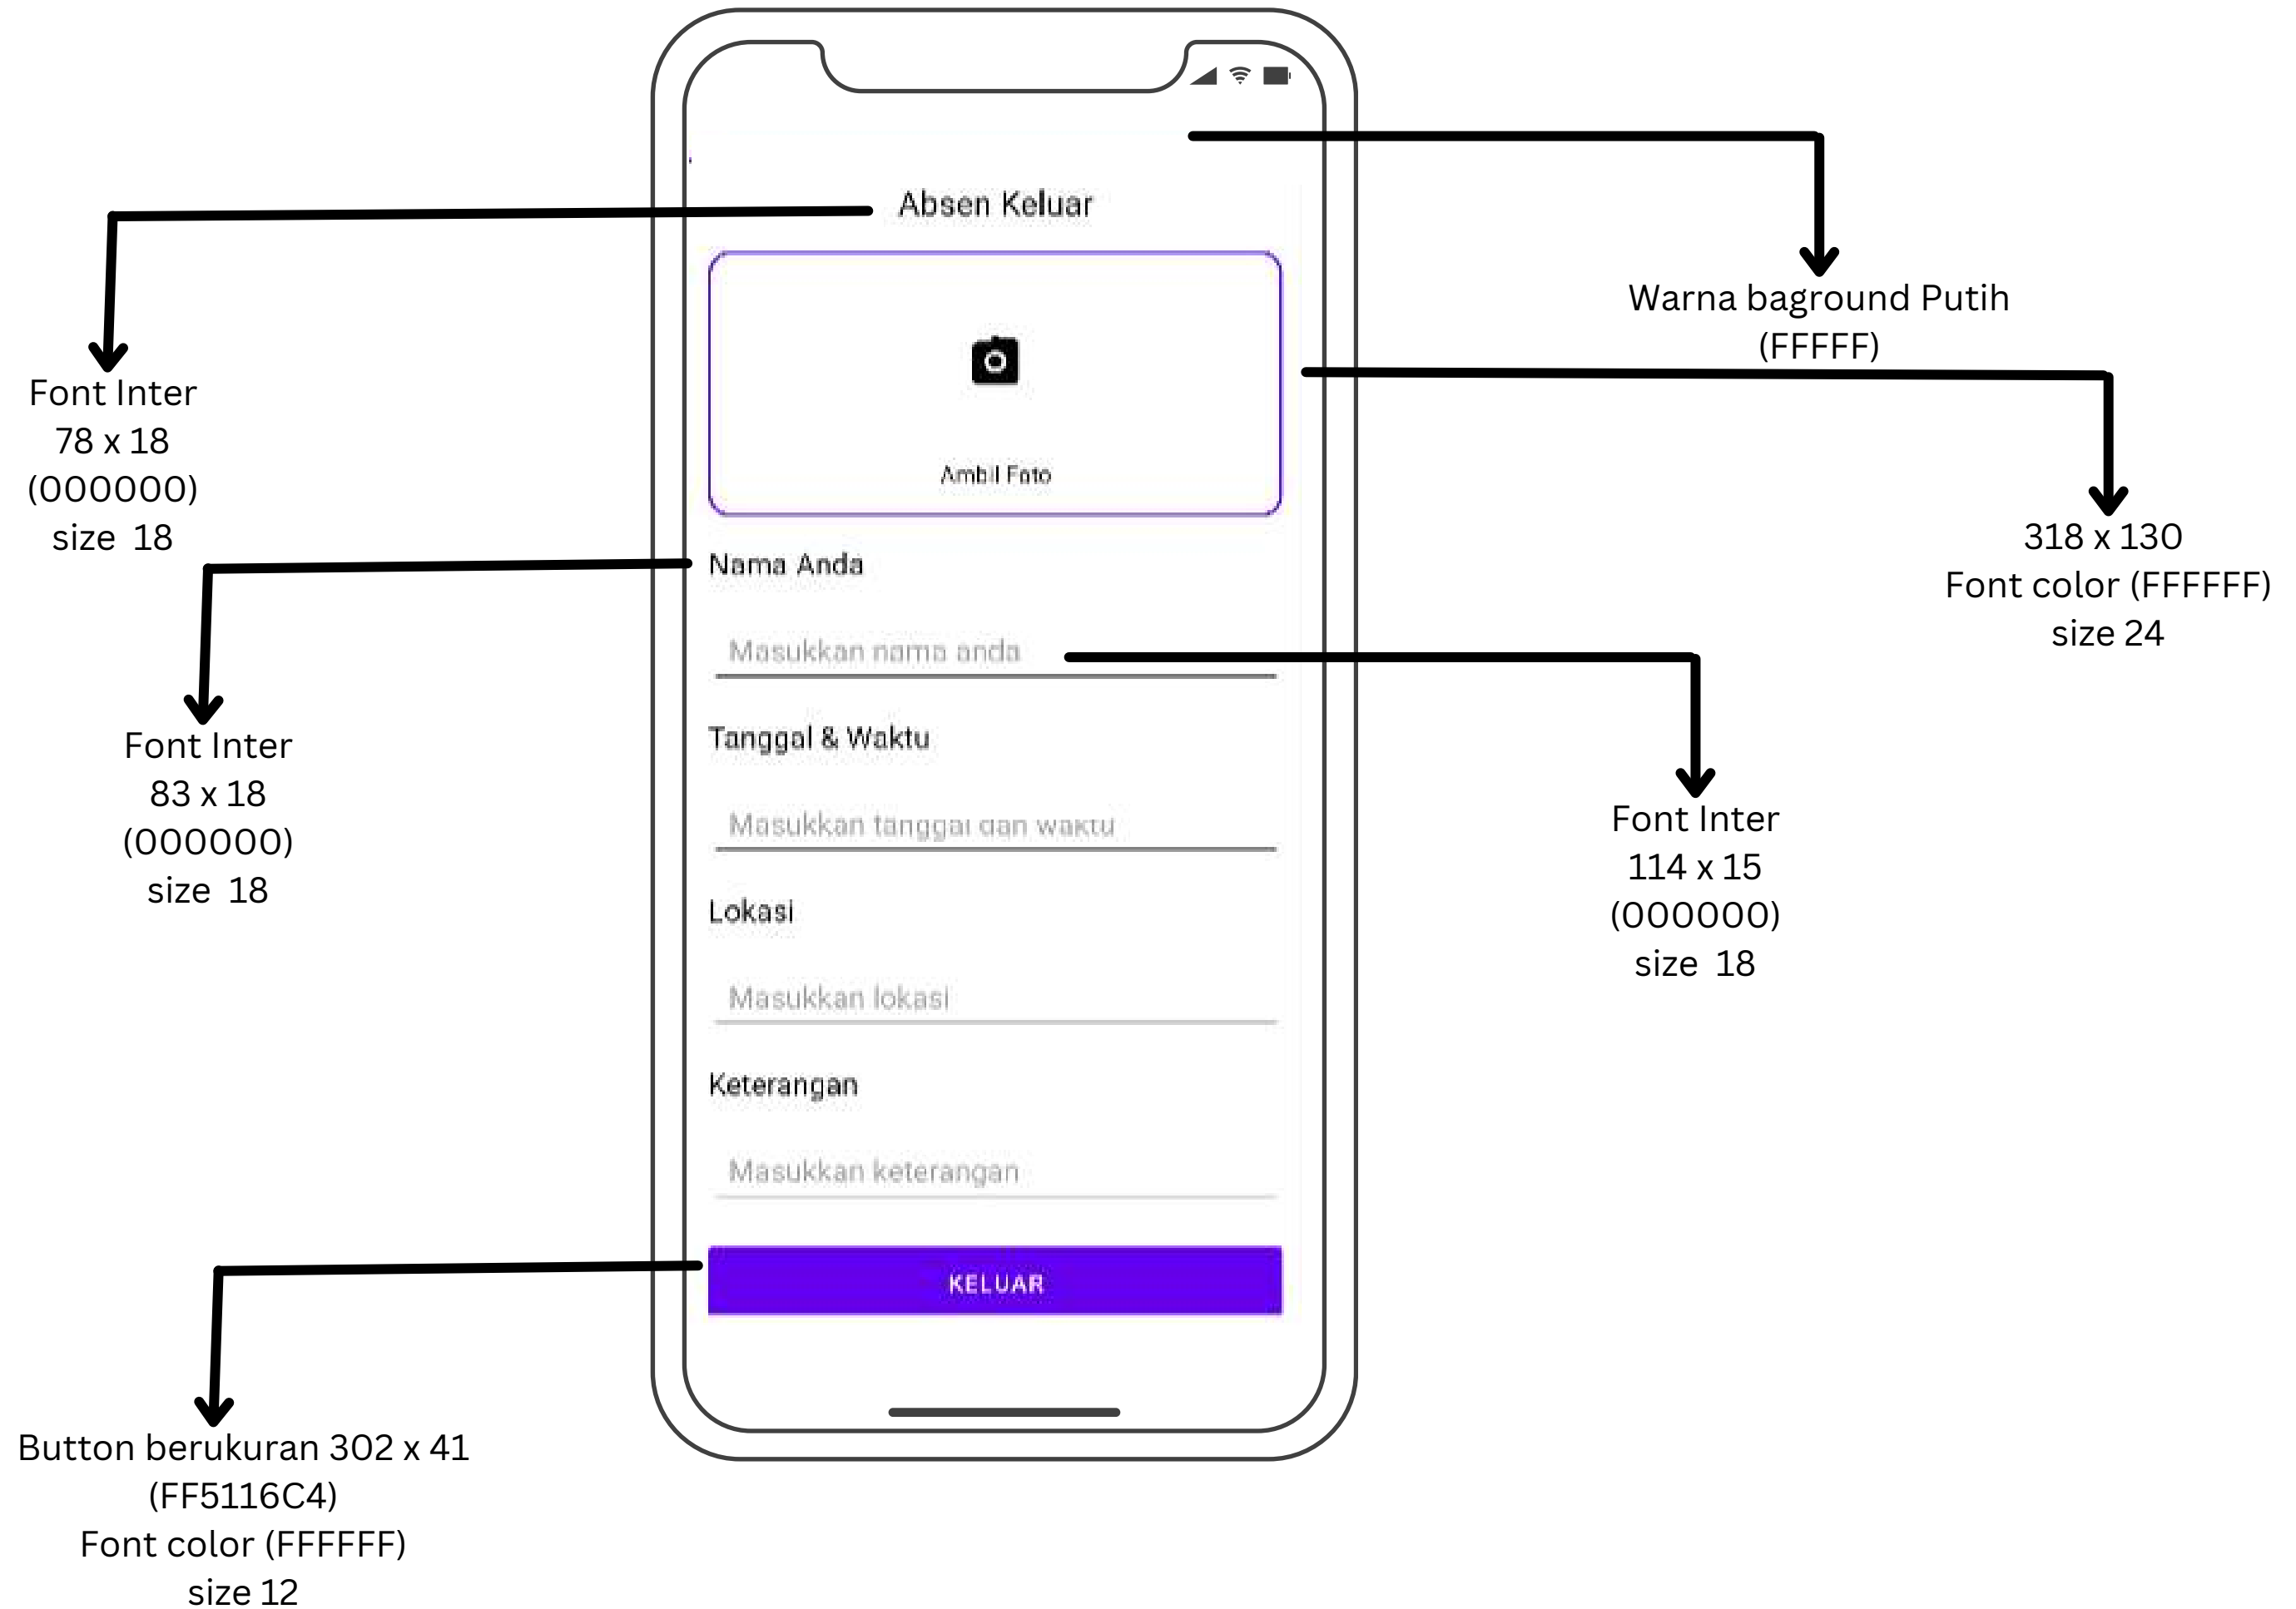 Absen Keluar
Ambil Foto
Nama Anda
Masukkan nama anda
Tanggal & Waktu
Masukkan tanggal dan waktu
Lokasi
Masukkan lokasi
Keterangan
Masukkan keterangan
KELUAR
Font Inter
78 x 18
(000000)
size 18
Font Inter
83 x 18
(000000)
size 18
Button berukuran 302 x 41
(FF5116C4)
Font color (FFFFFF)
size 12
Warna baground Putih
(FFFFF)
318 x 130
Font color (FFFFFF)
size 24
Font Inter
114 x 15
(000000)
size 18